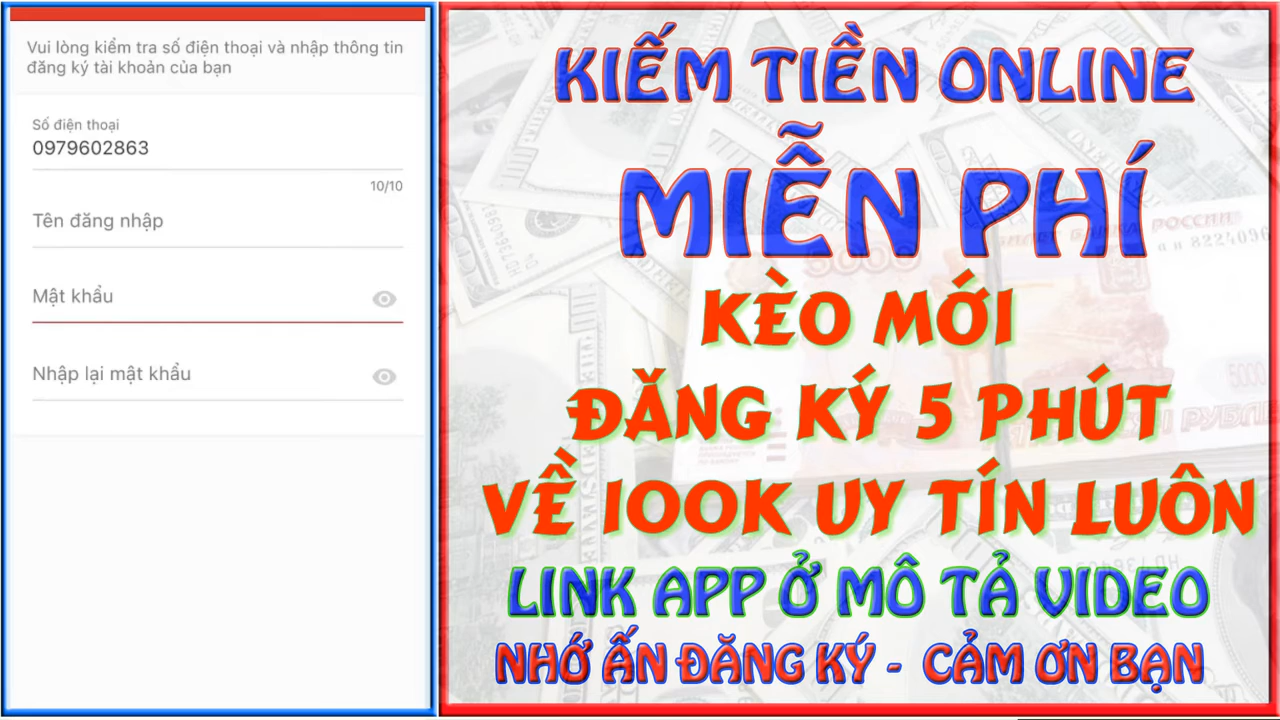 Vui lòng kiểm tra số điện thoại và nhập thông tin
đăng ký tài khoản của bạn
Số điện thoại
0979602863
10/10
Tên đăng nhập
Mật khẩu
Nhập lại mật khẩu
KIẾM TIỀN ONLINE
MIỄN PHÍ
KÈO MỚI
ĐĂNG KÝ 5 PHÚT
VỀ 100K UY TÍN LUÔN
LINK APP Ở MÔ TẢ VIDEO
NHỚ ẤN ĐĂNG KÝ - CẢM ƠN BẠN